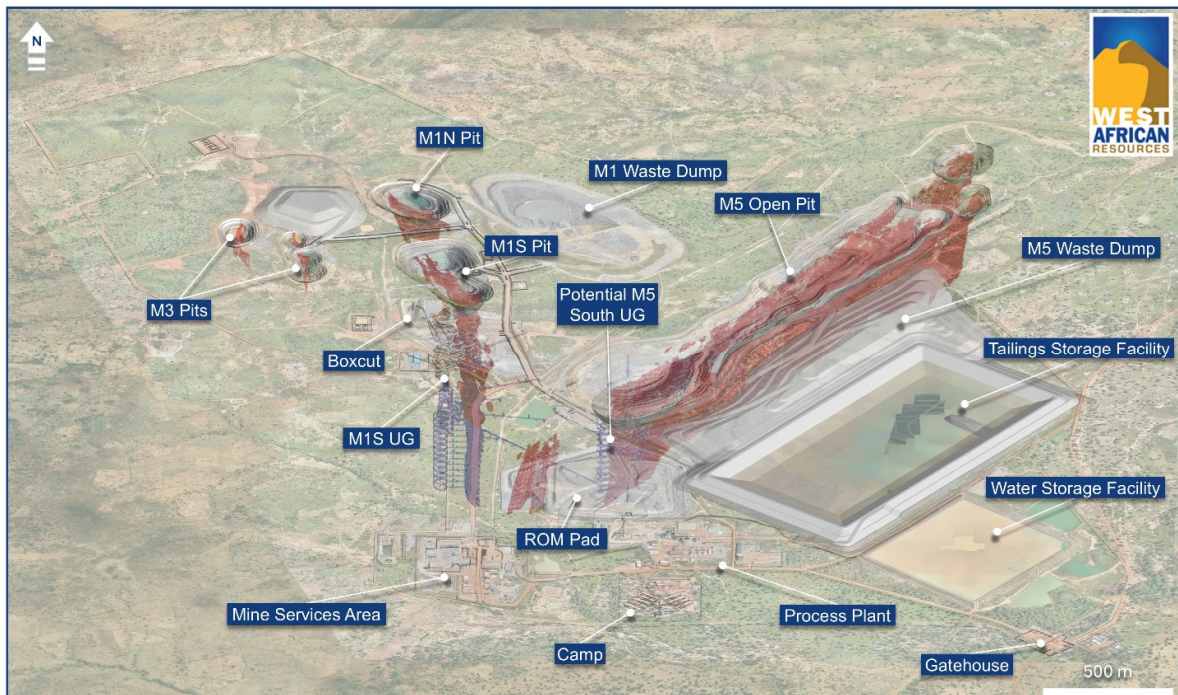 N
WEST
AFRICAN
RESOURCES
M1N Pit
M1 Waste Dump
M5 Open Pit
M1S Pit
M5 Waste Dump
Potential M5
South UG
M3 Pits
Boxcut
Tailings Storage Facility
M1S UG
Water Storage Facility
ROM Pad
Mine Services Area
Process Plant
Camp
Gatehouse
500 m